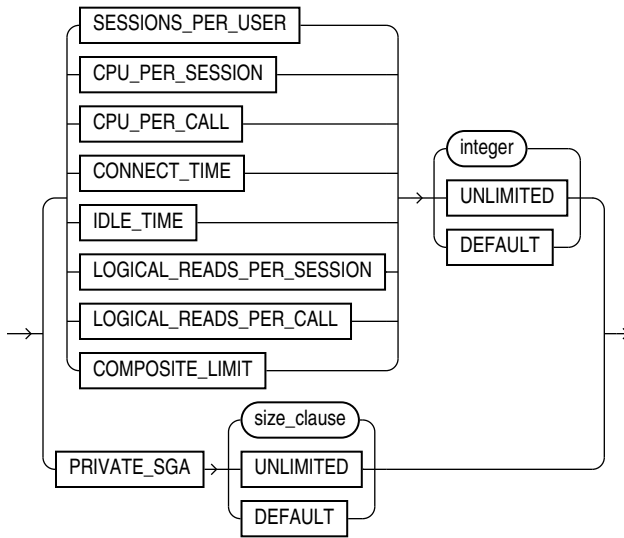 SESSIONS_PER_USER
CPU_PER_SESSION
CPU_PER_CALL
CONNECT_TIME
IDLE_TIME
LOGICAL_READS_PER_SESSION
LOGICAL_READS_PER_CALL
COMPOSITE_LIMIT
integer
UNLIMITED
DEFAULT
PRIVATE_SGA
size_clause
UNLIMITED
DEFAULT